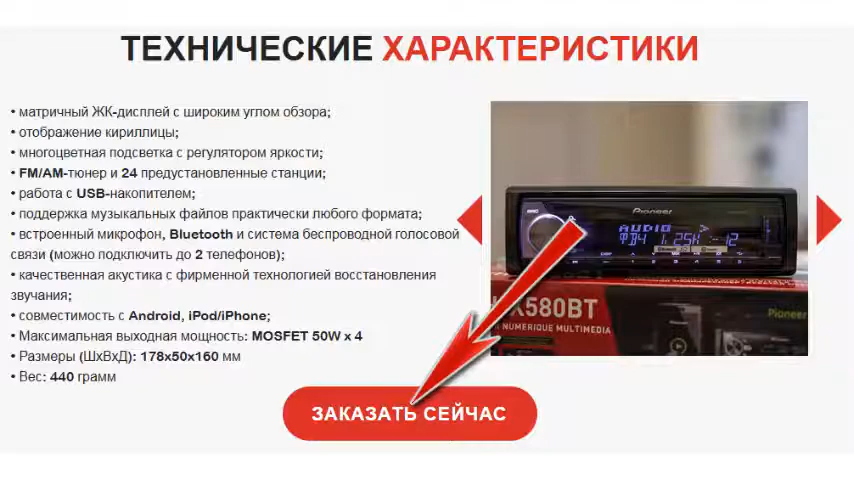 ТЕХНИЧЕСКИЕ ХАРАКТЕРИСТИКИ
• матричный ЖК-дисплей с широким углом обзора;
• отображение кириллицы;
• многоцветная подсветка с регулятором яркости;
• FM/AM-тюнер и 24 предустановленные станции;
• работа с USB-накопителем;
• поддержка музыкальных файлов практически любого формата;
• встроенный микрофон, Bluetooth и система беспроводной голосовой
связи (можно подключить до 2 телефонов);
• качественная акустика с фирменной технологией восстановления
звучания;
• совместимость с Android, iPod/iPhone;
• Максимальная выходная мощность: MOSFET 50W x 4
• Размеры (ШxВxД): 178x50x160 мм
• Вес: 440 грамм
Pioneer
AUDIO
X580BT
NUMERIQUE MULTIMEDIA
Pioneer
ЗАКАЗАТЬ СЕЙЧАС